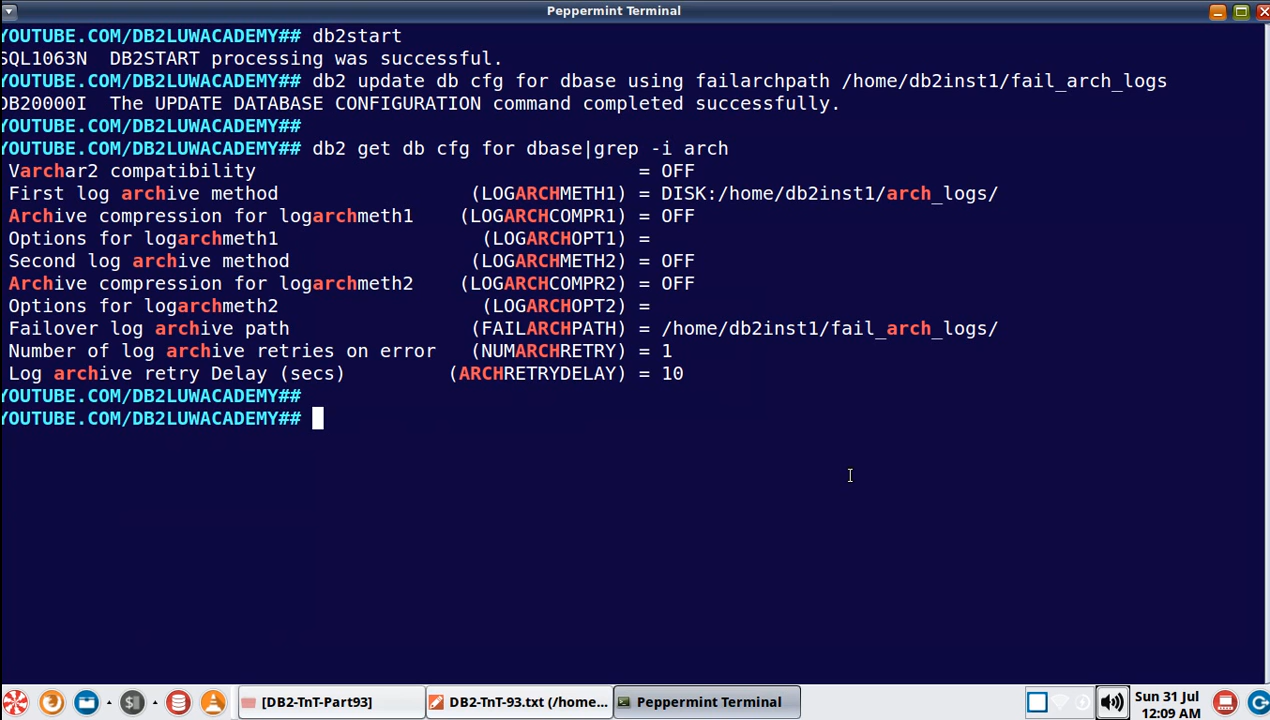 Peppermint Terminal
YOUTUBE.COM/DB2LUWACADEMY## db2start
SQL1063N  DB2START processing was successful.
YOUTUBE.COM/DB2LUWACADEMY## db2 update db cfg for dbase using failarchpath /home/db2inst1/fail_arch_logs
DB20000I  The UPDATE DATABASE CONFIGURATION command completed successfully.
YOUTUBE.COM/DB2LUWACADEMY##
YOUTUBE.COM/DB2LUWACADEMY## db2 get db cfg for dbase|grep -i arch
Varchar2 compatibility                                  = OFF
First log archive method                 (LOGARCHMETH1) = DISK:/home/db2inst1/arch_logs/
Archive compression for logarchmeth1    (LOGARCHCOMPR1) = OFF
Options for logarchmeth1                  (LOGARCHOPT1) =
Second log archive method                (LOGARCHMETH2) = OFF
Archive compression for logarchmeth2    (LOGARCHCOMPR2) = OFF
Options for logarchmeth2                  (LOGARCHOPT2) =
Failover log archive path                (FAILARCHPATH) = /home/db2inst1/fail_arch_logs/
Number of log archive retries on error   (NUMARCHRETRY) = 1
Log archive retry Delay (secs)         (ARCHRETRYDELAY) = 10
YOUTUBE.COM/DB2LUWACADEMY##
YOUTUBE.COM/DB2LUWACADEMY##
[DB2-TnT-Part93]
DB2-TnT-93.txt (/home...
Peppermint Terminal
Sun 31 Jul
12:09 AM